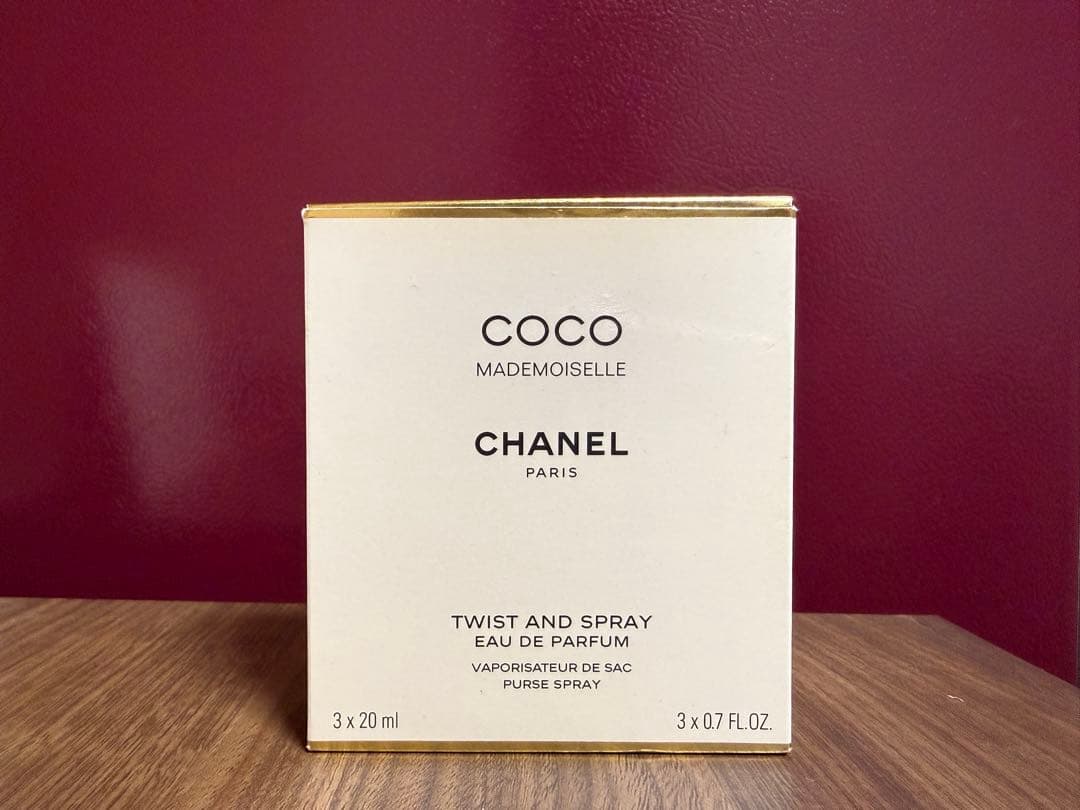 COCO
MADEMOISELLE
CHANEL
PARIS
TWIST AND SPRAY
EAU DE PARFUM
VAPORISATEUR DE SAC
PURSE SPRAY
3 x 20 ml
3 x 0.7 FL.OZ.